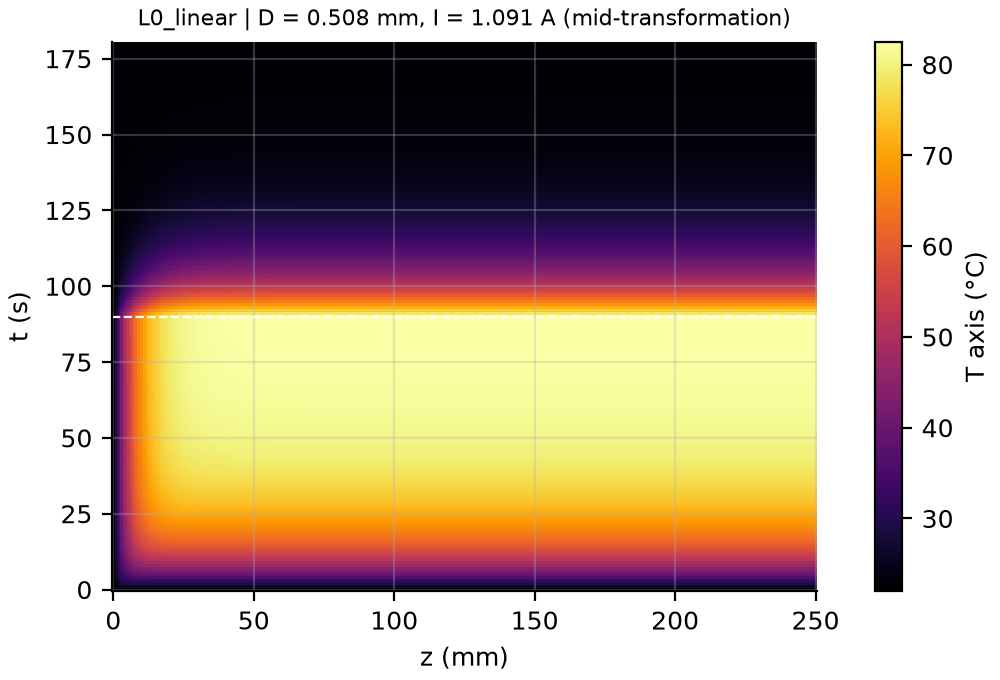 L0_linear | D = 0.508 mm, I = 1.091 A (mid-transformation)
175
150
125
100
75
50
25
0
t (s)
0 50 100 150 200 250
z (mm)
80
70
60
50
40
30
T axis (°C)